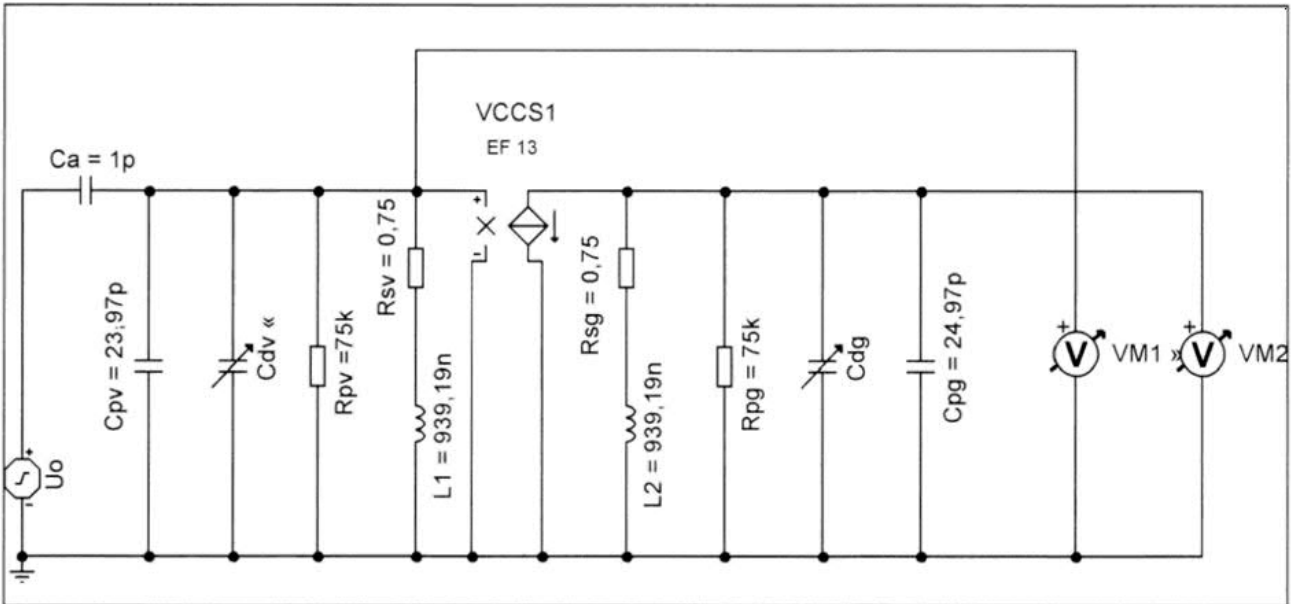 VCCS1
EF 13
Ca = 1p
Cpv = 23,97p
Cdv «
Rpv =75k
Rsv = 0,75
L1 = 939,19n
Rsg = 0,75
L2 = 939,19n
Rpg = 75k
Cdg
Cpg = 24,97p
V
VM1 »
V
VM2
Uo